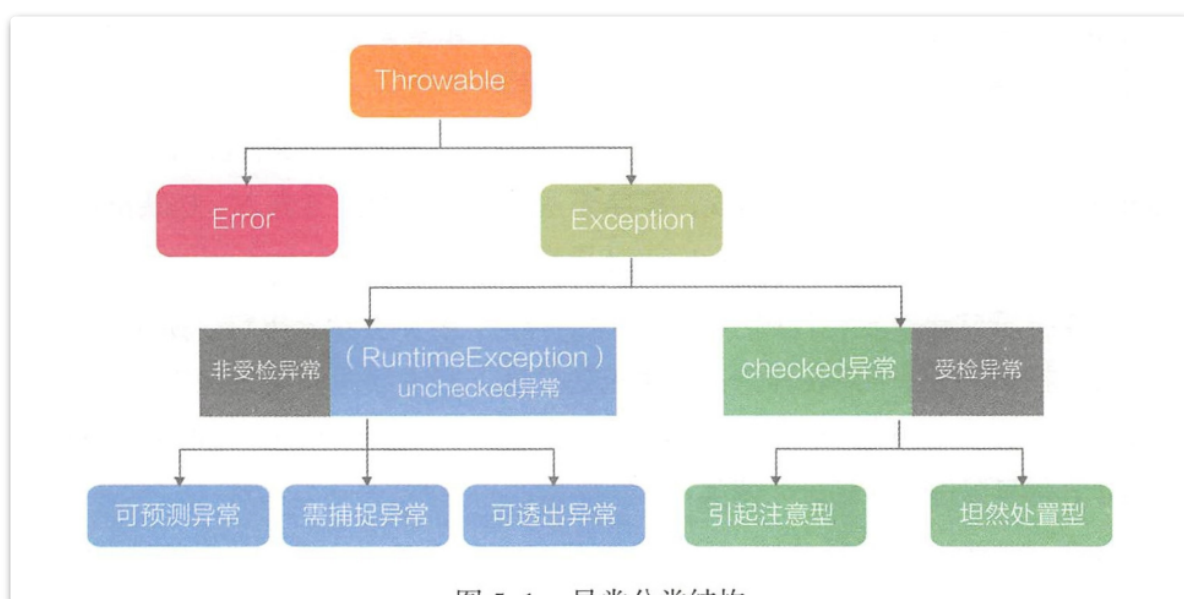 Throwable
Error
Exception
非受检异常
（RuntimeException）
unchecked异常
checked异常
受检异常
可预测异常
需捕捉异常
可透出异常
引起注意型
坦然处置型